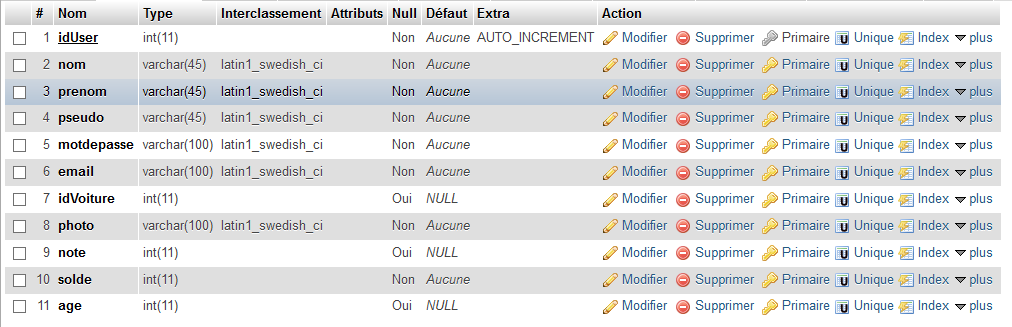 # Nom Type Interclassement Attributs Null Défaut Extra Action
1 idUser int(11) Non Aucune AUTO_INCREMENT Modifier Supprimer Primaire U Unique Index plus
2 nom varchar(45) latin1_swedish_ci Non Aucune Modifier Supprimer Primaire U Unique Index plus
3 prenom varchar(45) latin1_swedish_ci Non Aucune Modifier Supprimer Primaire U Unique Index plus
4 pseudo varchar(45) latin1_swedish_ci Non Aucune Modifier Supprimer Primaire U Unique Index plus
5 motdepasse varchar(100) latin1_swedish_ci Non Aucune Modifier Supprimer Primaire U Unique Index plus
6 email varchar(100) latin1_swedish_ci Non Aucune Modifier Supprimer Primaire U Unique Index plus
7 idVoiture int(11) Oui NULL Modifier Supprimer Primaire U Unique Index plus
8 photo varchar(100) latin1_swedish_ci Non Aucune Modifier Supprimer Primaire U Unique Index plus
9 note int(11) Oui NULL Modifier Supprimer Primaire U Unique Index plus
10 solde int(11) Non Aucune Modifier Supprimer Primaire U Unique Index plus
11 age int(11) Oui NULL Modifier Supprimer Primaire U Unique Index plus